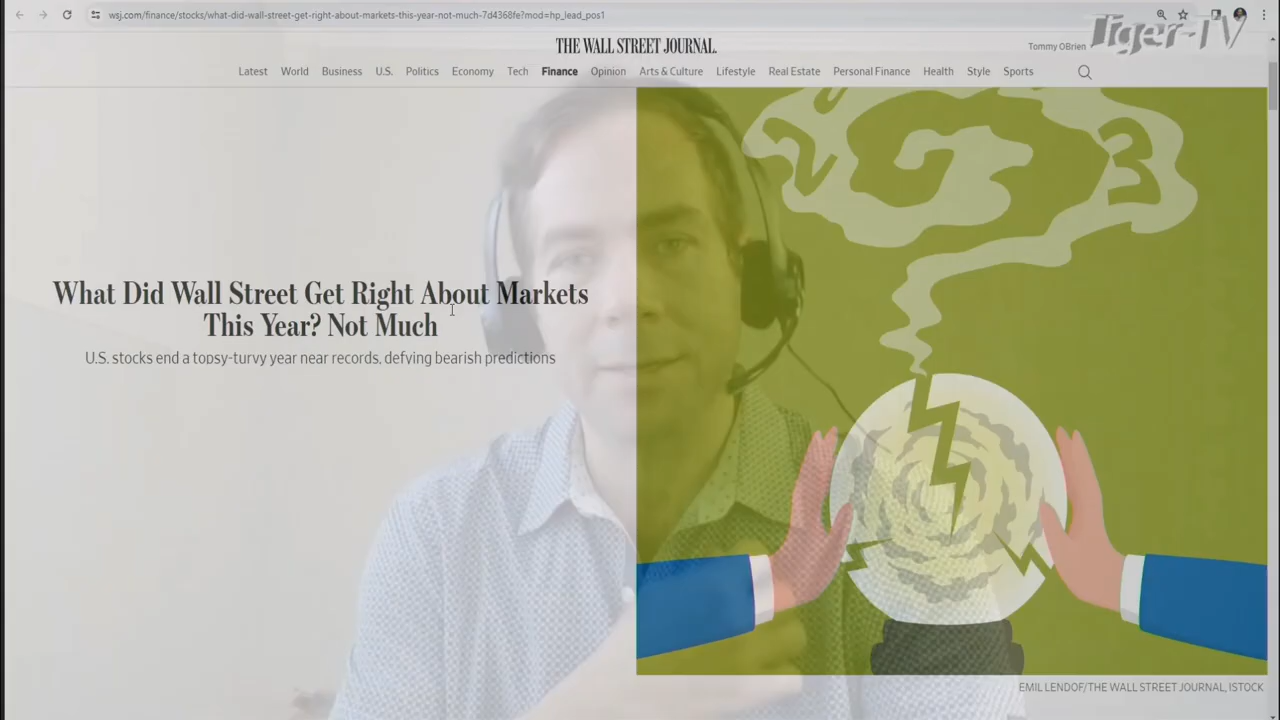 wsj.com/finance/stocks/what-did-wall-street-get-right-about-markets-this-year-not-much-7d4368fe?mod=hp_lead_pos1
Tiger-TV
THE WALL STREET JOURNAL.
Tommy OBrien
Latest World Business U.S. Politics Economy Tech Finance Opinion Arts & Culture Lifestyle Real Estate Personal Finance Health Style Sports
What Did Wall Street Get Right About Markets
This Year? Not Much
U.S. stocks end a topsy-turvy year near records, defying bearish predictions
EMIL LENDOF/THE WALL STREET JOURNAL, ISTOCK